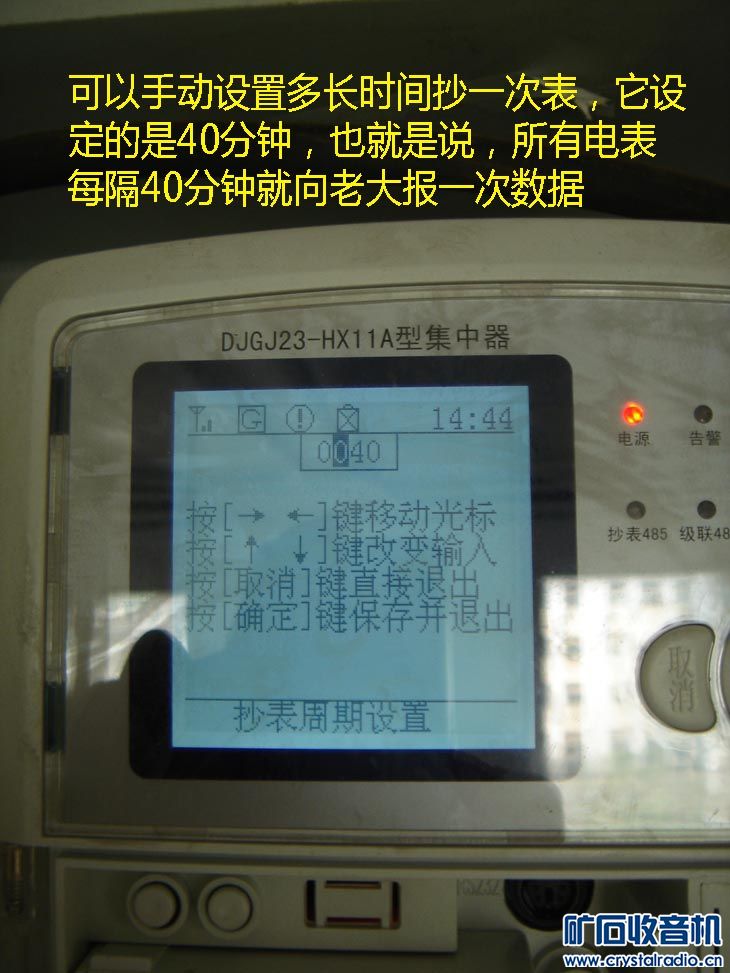 可以手动设置多长时间抄一次表，它设
定的是40分钟，也就是说，所有电表
每隔40分钟就向老大报一次数据
DJGJ23-HX11A型集中器
G ! 14:44
0040
按[→ ←]键移动光标
按[↑ ↓]键改变输入
按[取消]键直接退出
按[确定]键保存并退出
抄表周期设置
电源 告警
抄表485 级联48
取消
RS232
矿石收音机
www.crystalradio.cn